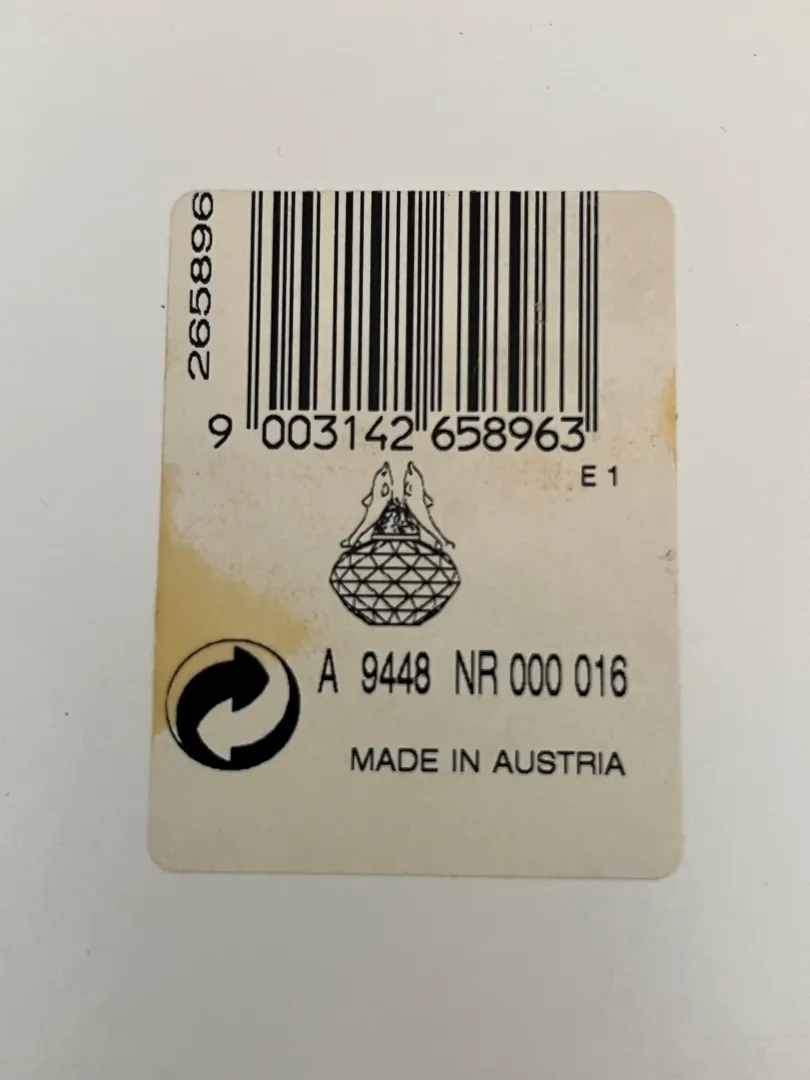 265896
9 003142 658963
E 1
A 9448 NR 000 016
MADE IN AUSTRIA